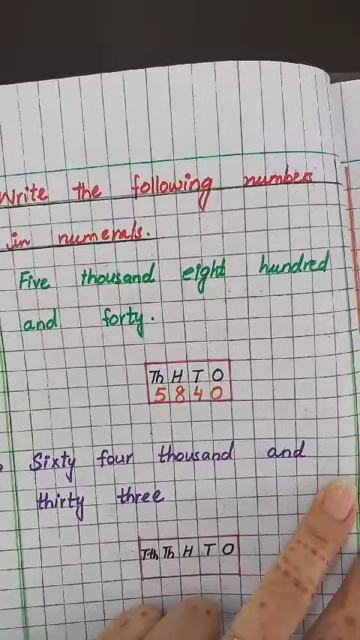 Write the following numbers
in numerals.
Five thousand eight hundred
and forty.
Th H T O
5 8 4 0
Sixty four thousand and
thirty three
T-th Th H T O